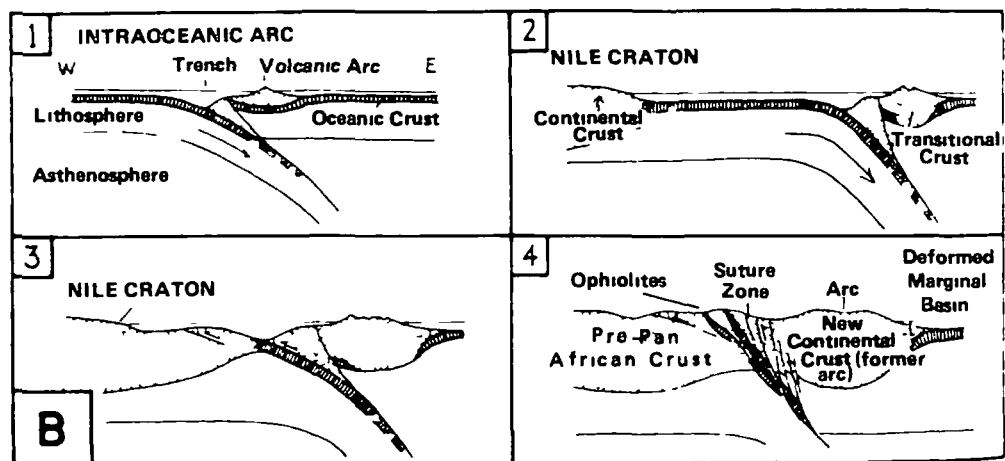 1
INTRAOCEANIC ARC
W
Trench
Volcanic Arc
E
Lithosphere
Oceanic Crust
Asthenosphere
2
NILE CRATON
Continental
Crust
Transitional
Crust
3
NILE CRATON
B
4
Ophiolites
Suture
Zone
Arc
Deformed
Marginal
Basin
Pre-Pan
African Crust
New
Continental
Crust (former
arc)